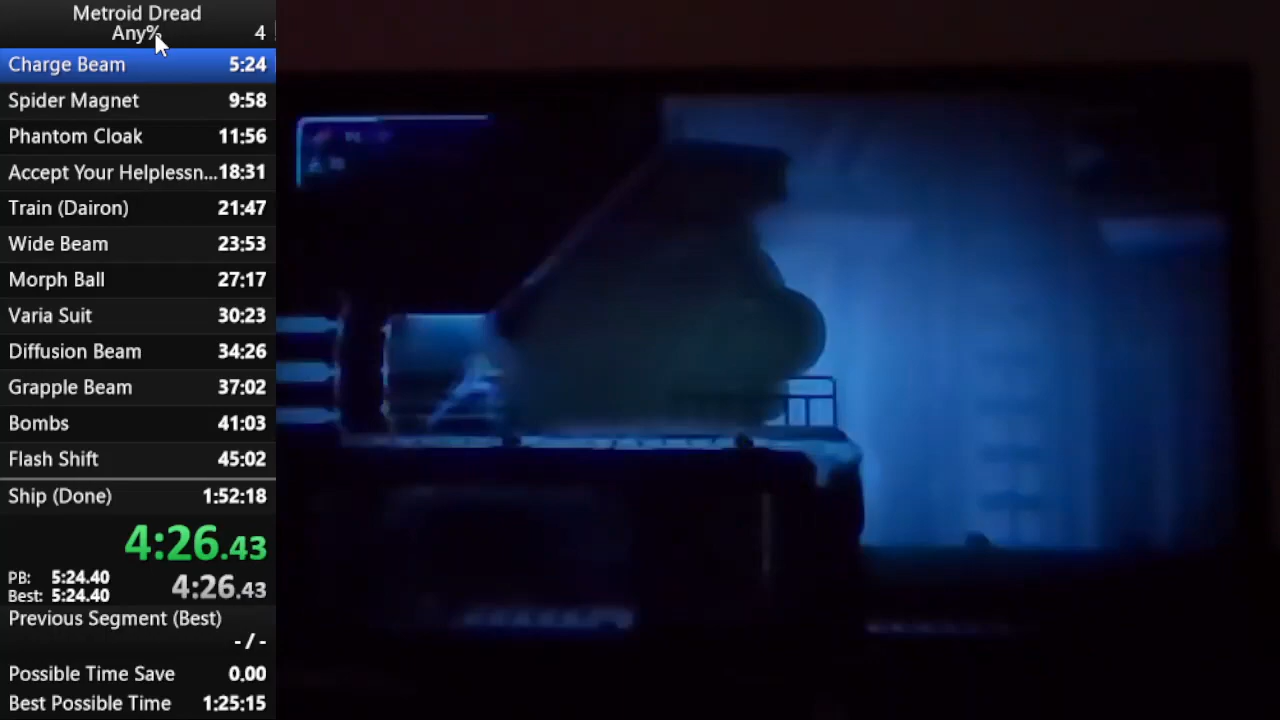 Metroid Dread
Any% 4
Charge Beam 5:24
Spider Magnet 9:58
Phantom Cloak 11:56
Accept Your Helplessn... 18:31
Train (Dairon) 21:47
Wide Beam 23:53
Morph Ball 27:17
Varia Suit 30:23
Diffusion Beam 34:26
Grapple Beam 37:02
Bombs 41:03
Flash Shift 45:02
Ship (Done) 1:52:18
4:26.43
PB: 5:24.40 4:26.43
Best: 5:24.40
Previous Segment (Best)
- / -
Possible Time Save 0.00
Best Possible Time 1:25:15